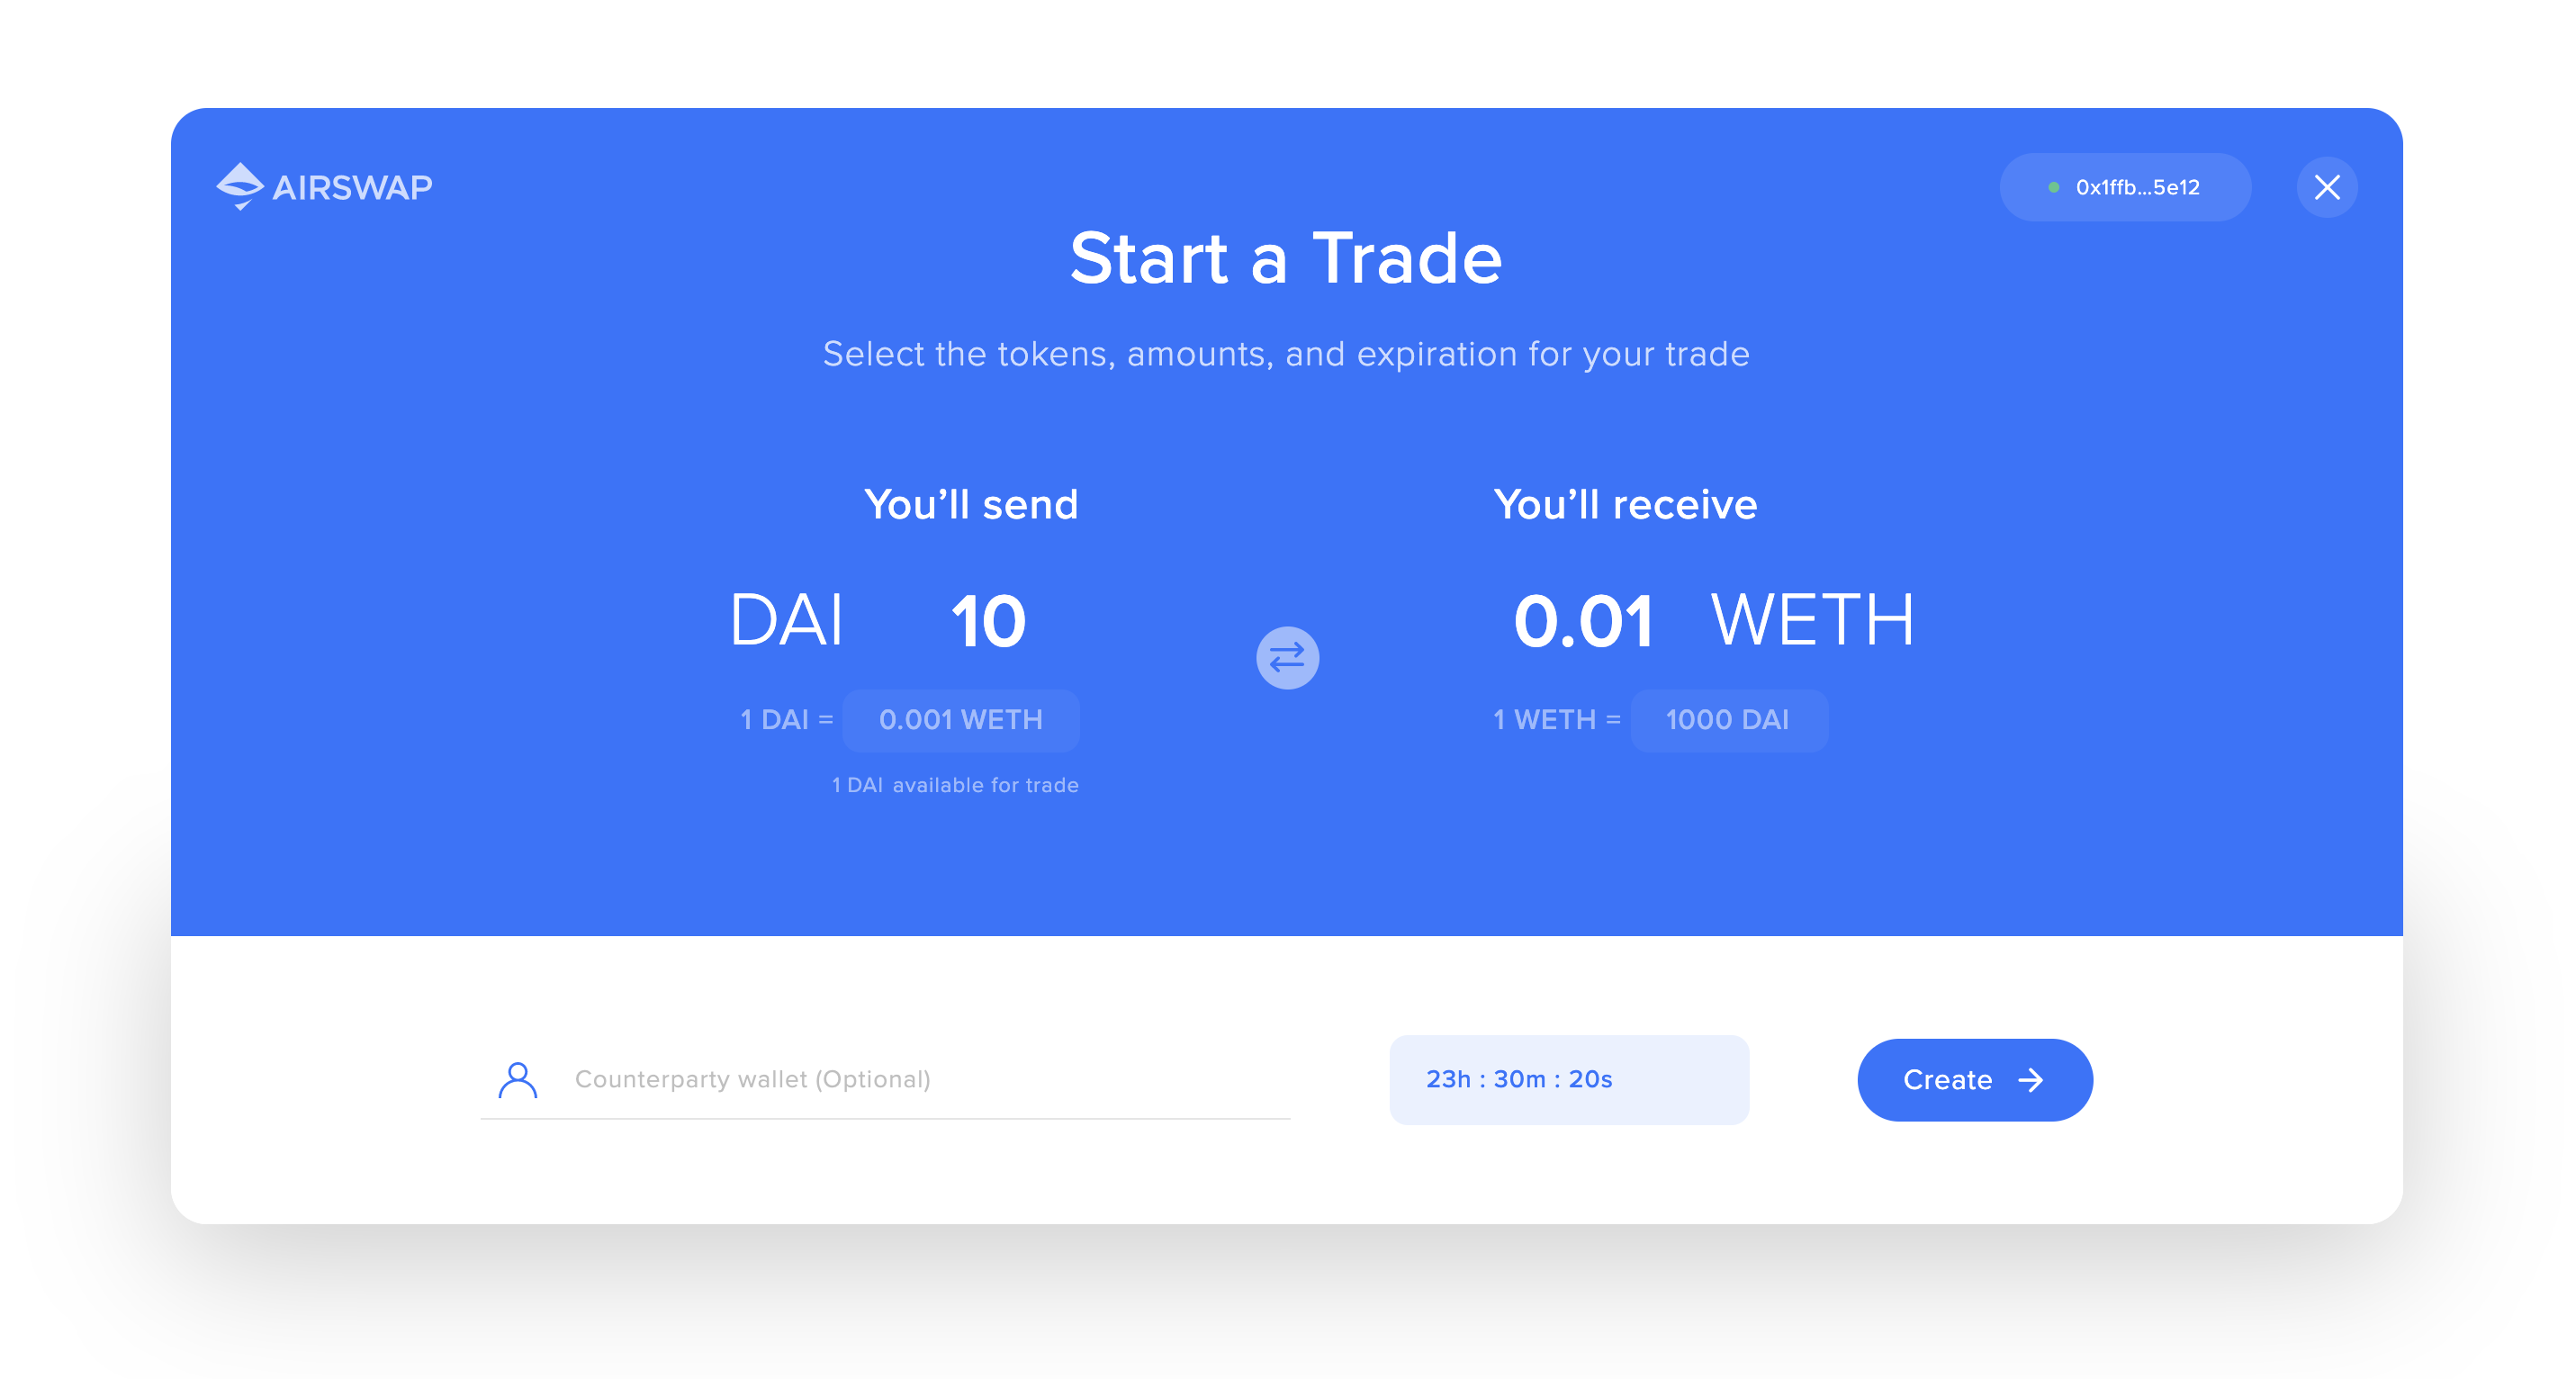 AIRSWAP
0x1ffb...5e12
Start a Trade
Select the tokens, amounts, and expiration for your trade
You’ll send
You’ll receive
DAI 10
0.01 WETH
1 DAI = 0.001 WETH
1 WETH = 1000 DAI
1 DAI available for trade
Counterparty wallet (Optional)
23h : 30m : 20s
Create